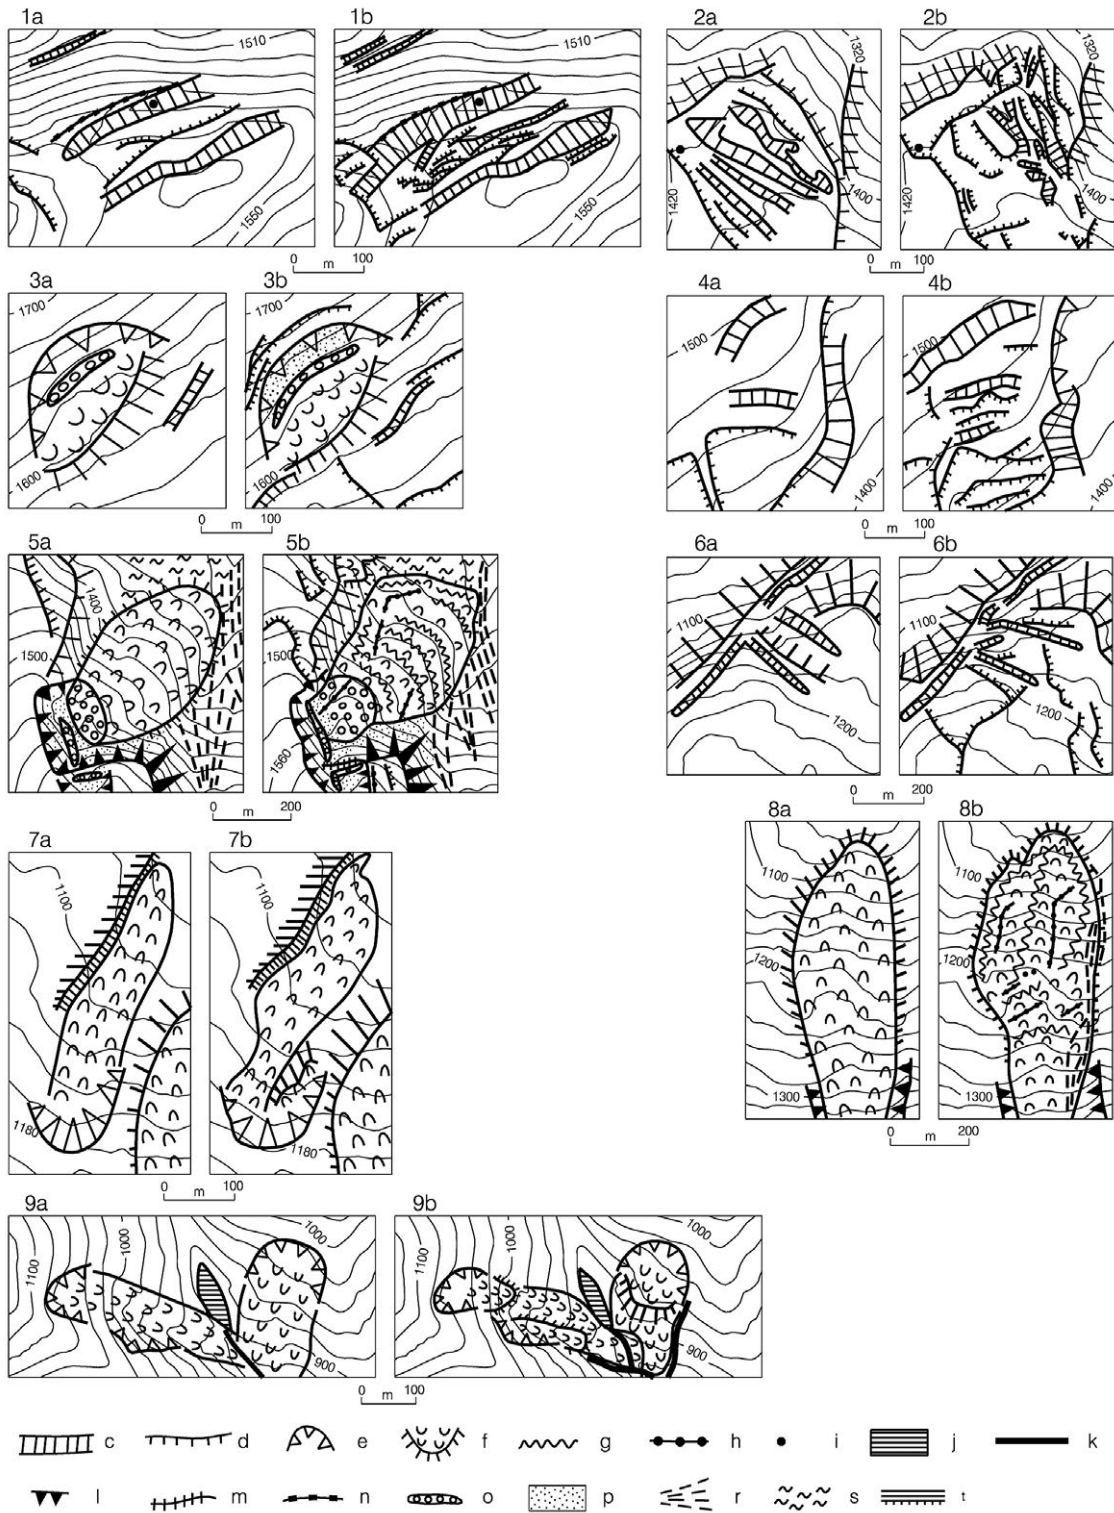 1a 1b 2a 2b
1510 1510 1320 1320
1550 1550 1420 1400 1420 1400
0 m 100 0 m 100
3a 3b 4a 4b
1700 1700 1500 1500
1600 1600 1400 1400
0 m 100 0 m 100
5a 5b 6a 6b
1400 1100 1100
1500 1500 1200 1200
1560
0 m 200 0 m 200
7a 7b 8a 8b
1100 1100 1100 1100
1200 1200
1180 1180 1300 1300
0 m 100 0 m 200
9a 9b
1100 1000 1000 1100 1000 1000
900 900
0 m 100
c d e f g h i j k
l m n o p r s t